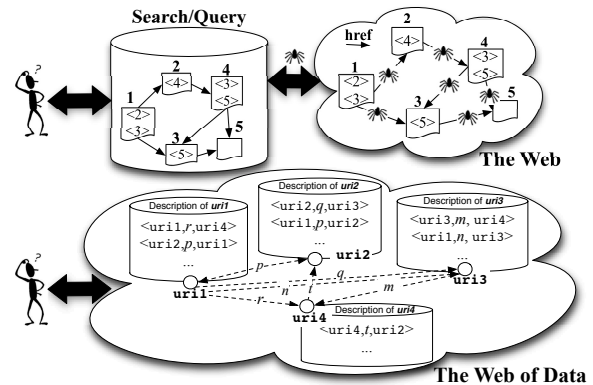 Search/Query
?
1
<2>
<3>
2
<4>
4
<3>
<5>
3
<5>
5
href
1
<2>
<3>
2
<4>
4
<3>
<5>
3
<5>
5
The Web
?
Description of uri1
<uri1,r,uri4>
<uri2,p,uri1>
...
Description of uri2
<uri2,q,uri3>
<uri1,p,uri2>
...
Description of uri3
<uri3,m, uri4>
<uri1,n, uri3>
...
uri2
p
q
n
t
uri1
uri3
r
m
uri4
Description of uri4
<uri4,t,uri2>
...
The Web of Data